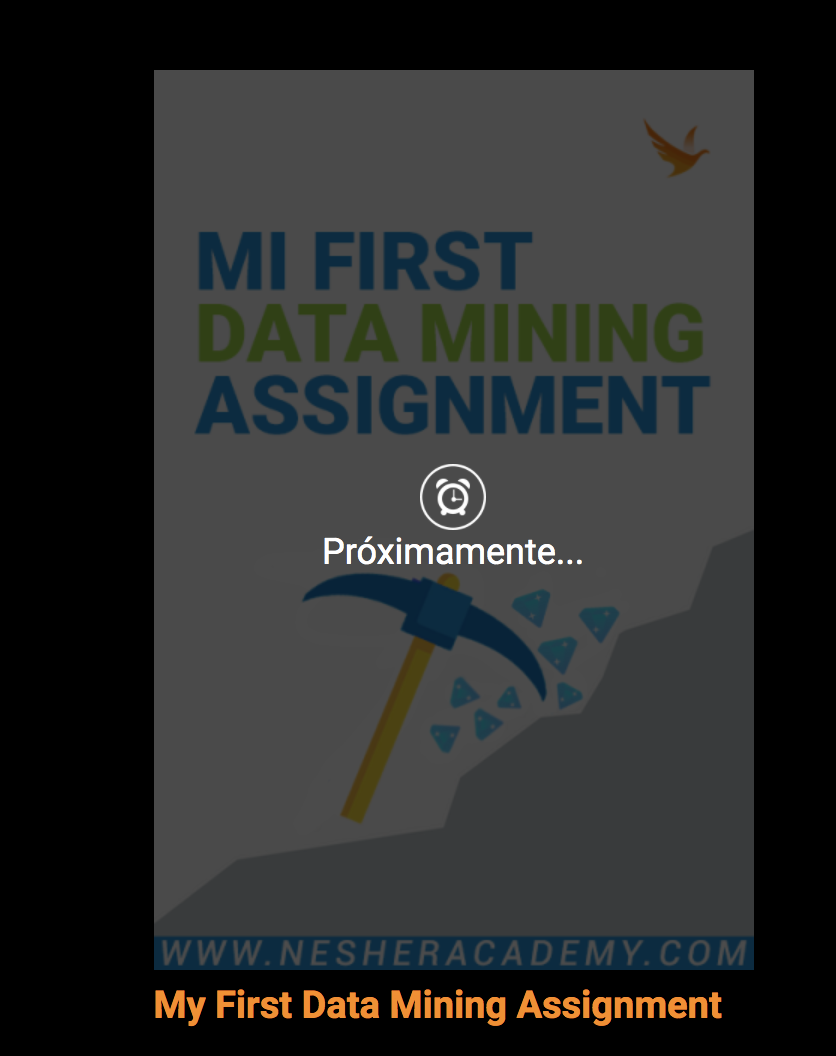 MI FIRST
DATA MINING
ASSIGNMENT
Próximamente...
WWW.NESHERACADEMY.COM
My First Data Mining Assignment